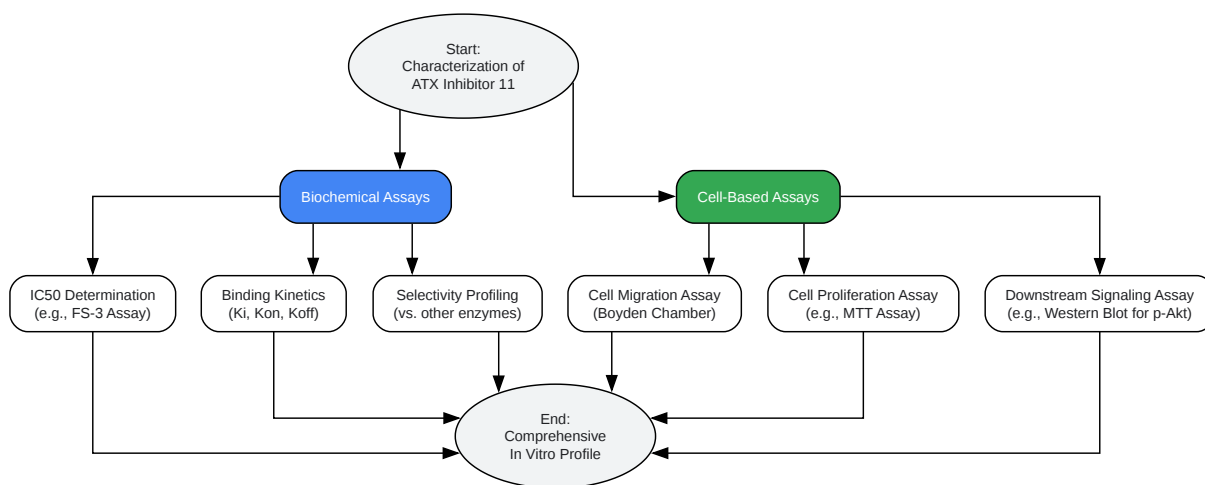 Start:
Characterization of
ATX Inhibitor 11
Biochemical Assays
Cell-Based Assays
IC50 Determination
(e.g., FS-3 Assay)
Binding Kinetics
(Ki, Kon, Koff)
Selectivity Profiling
(vs. other enzymes)
Cell Migration Assay
(Boyden Chamber)
Cell Proliferation Assay
(e.g., MTT Assay)
Downstream Signaling Assay
(e.g., Western Blot for p-Akt)
End:
Comprehensive
In Vitro Profile